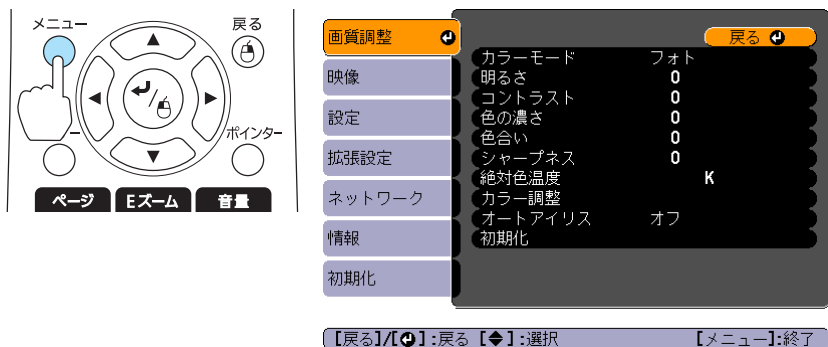 メニュー
戻る
ー
ポインター
ページ
Eズーム
音量
画質調整
映像
設定
拡張設定
ネットワーク
情報
初期化
戻る
カラーモード フォト
明るさ 0
コントラスト 0
色の濃さ 0
色合い 0
シャープネス 0
絶対色温度 K
カラー調整
オートアイリス オフ
初期化
[戻る]/[ ]:戻る [ ]:選択 [メニュー]:終了